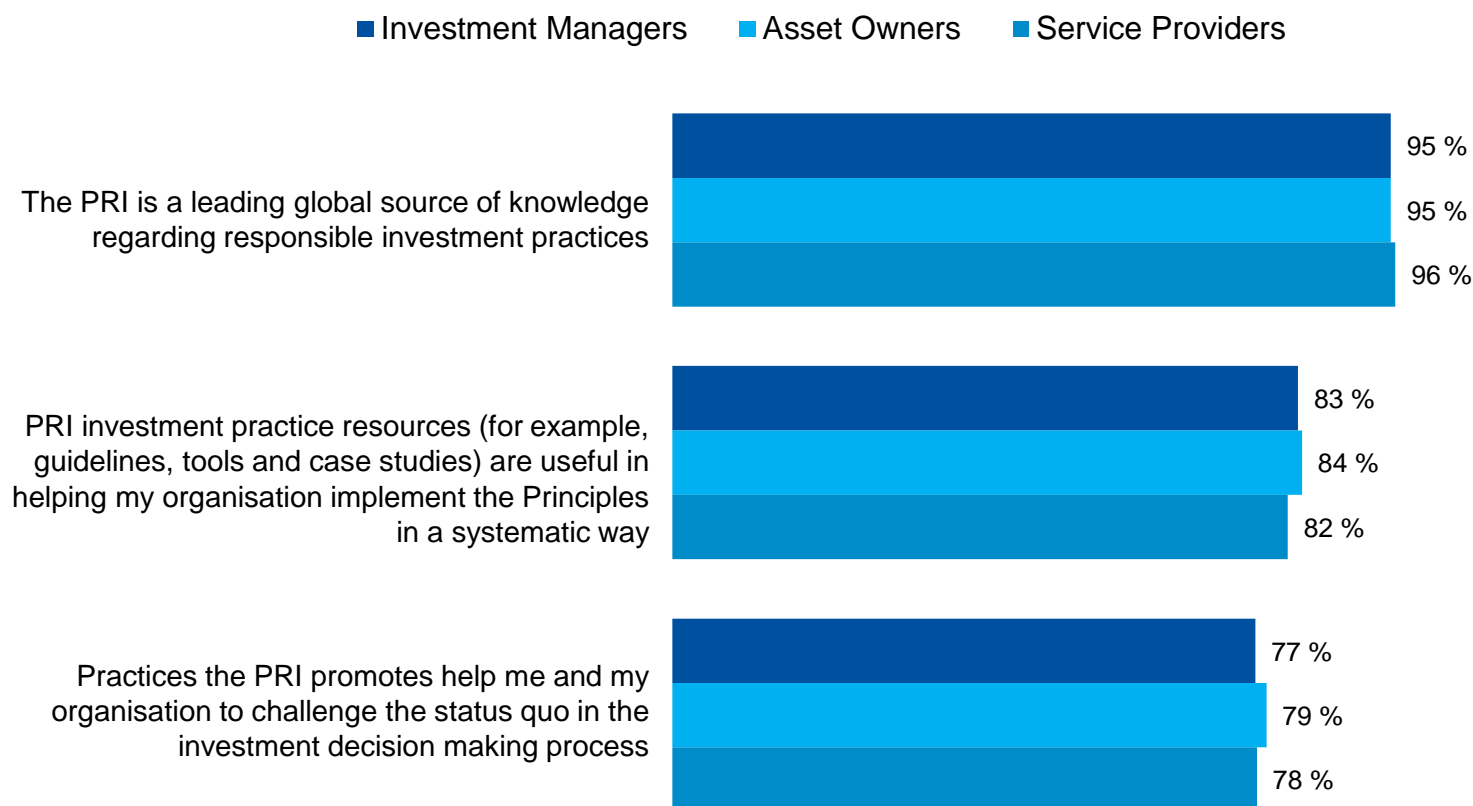 Investment Managers Asset Owners Service Providers
95 %
The PRI is a leading global source of knowledge
regarding responsible investment practices
95 %
96 %
83 %
PRI investment practice resources (for example,
guidelines, tools and case studies) are useful in
helping my organisation implement the Principles
in a systematic way
84 %
82 %
77 %
Practices the PRI promotes help me and my
organisation to challenge the status quo in the
investment decision making process
79 %
78 %